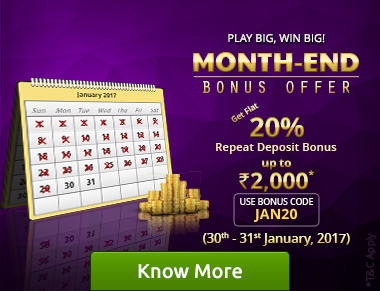 PLAY BIG, WIN BIG!
MONTH-END
BONUS OFFER
Get Flat
20%
Repeat Deposit Bonus
up to
₹2,000*
USE BONUS CODE
JAN20
(30th - 31st January, 2017)
Know More
*T&C Apply
January 2017
Sun Mon Tue Wed Thu Fri Sat
29 30 31